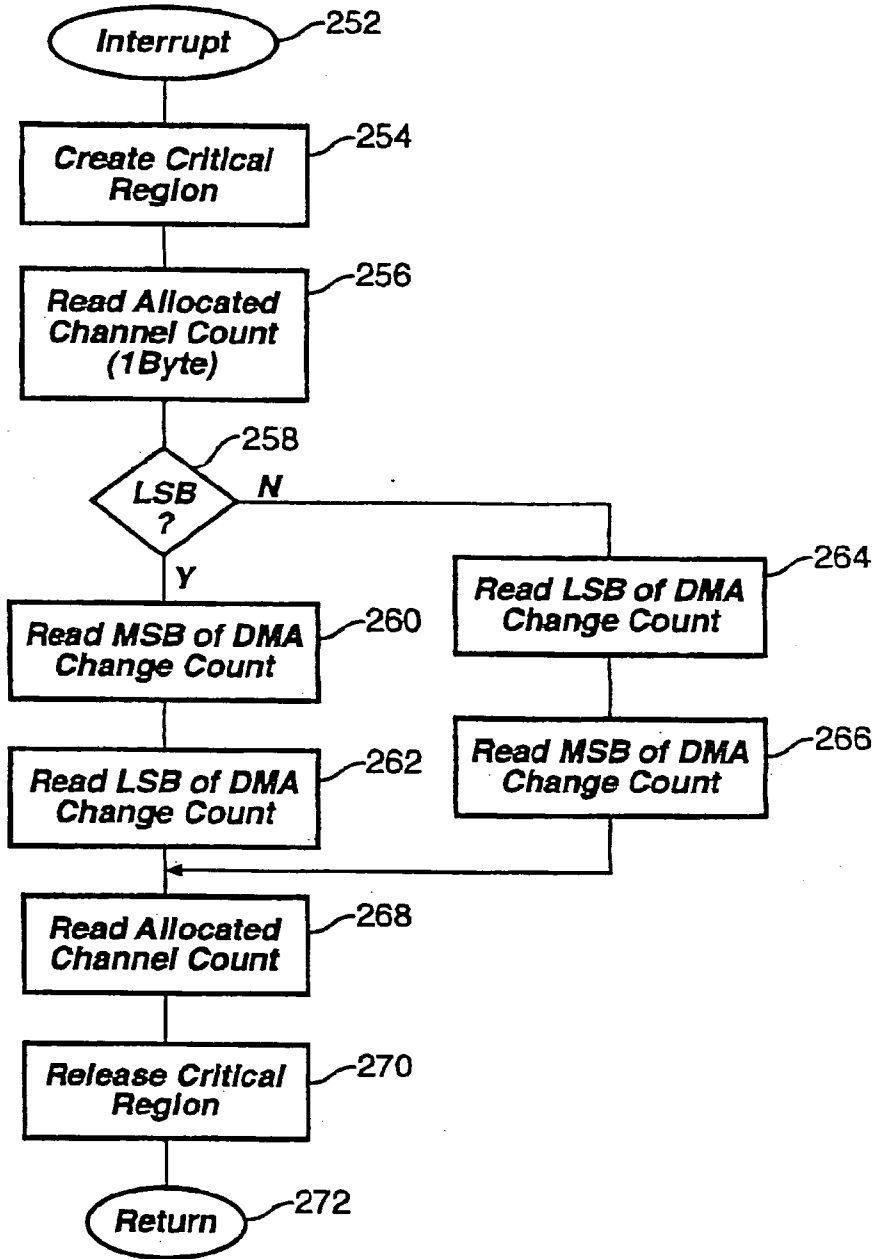 Interrupt
252
Create Critical
Region
254
Read Allocated
Channel Count
(1Byte)
256
LSB
?
258
N
Y
Read MSB of DMA
Change Count
260
Read LSB of DMA
Change Count
262
Read LSB of DMA
Change Count
264
Read MSB of DMA
Change Count
266
Read Allocated
Channel Count
268
Release Critical
Region
270
Return
272